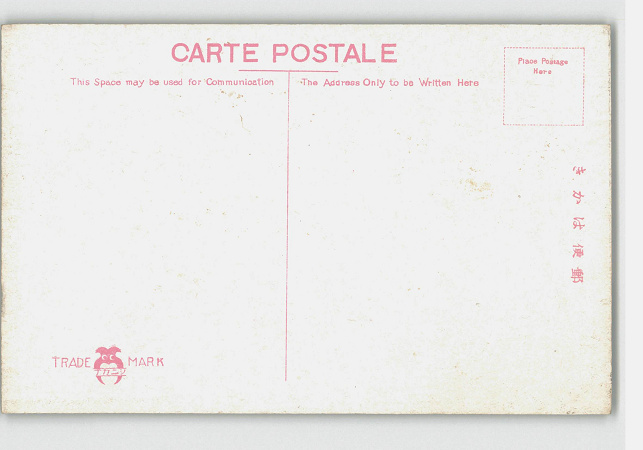 CARTE POSTALE
This Space may be used for Communication
The Address Only to be Written Here
Place Postage
Here
きかは便郵
TRADE MARK